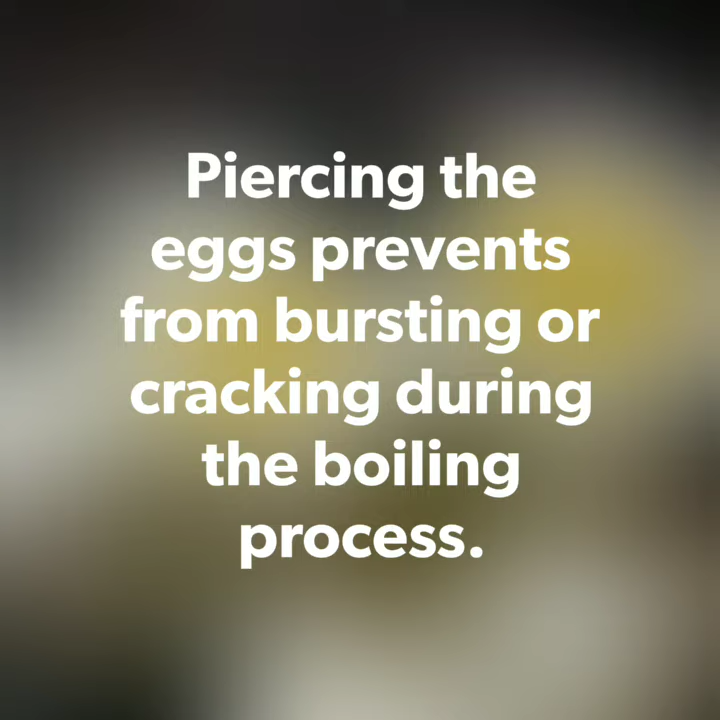 Piercing the
eggs prevents
from bursting or
cracking during
the boiling
process.